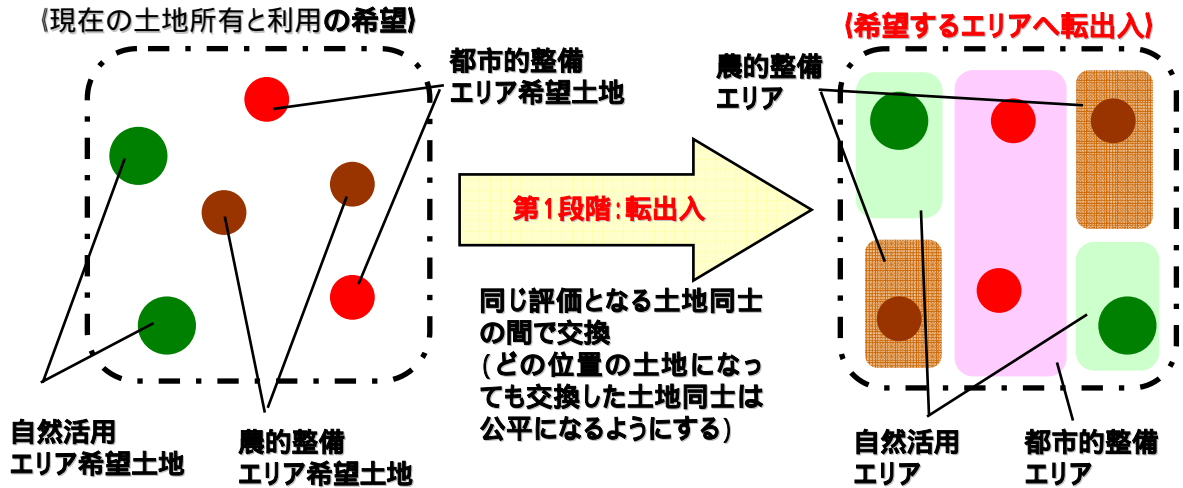 (現在の土地所有と利用の希望)
都市的整備
エリア希望土地
自然活用
エリア希望土地
農的整備
エリア希望土地
第1段階:転出入
同じ評価となる土地同士
の間で交換
(どの位置の土地になっ
ても交換した土地同士は
公平になるようにする)
(希望するエリアへ転出入)
農的整備
エリア
自然活用
エリア
都市的整備
エリア